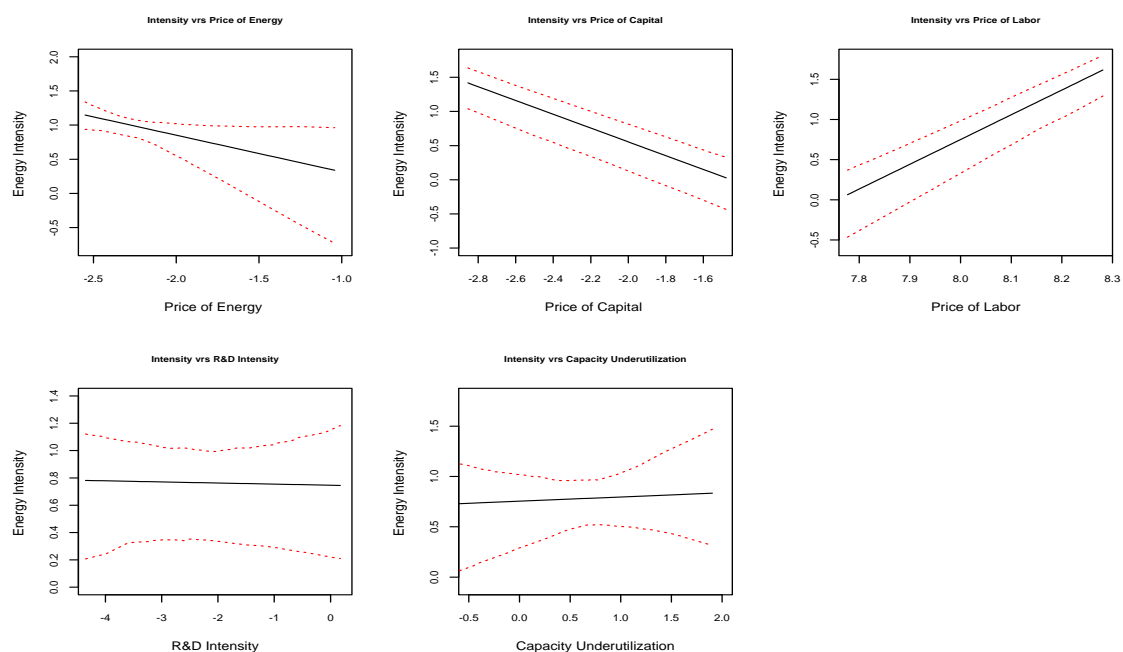 Intensity vrs Price of Energy
Energy Intensity
2.0
1.5
1.0
0.5
0.0
-0.5
-2.5 -2.0 -1.5 -1.0
Price of Energy
Intensity vrs Price of Capital
Energy Intensity
1.5
1.0
0.5
0.0
-0.5
-1.0
-2.8 -2.6 -2.4 -2.2 -2.0 -1.8 -1.6
Price of Capital
Intensity vrs Price of Labor
Energy Intensity
1.5
1.0
0.5
0.0
-0.5
7.8 7.9 8.0 8.1 8.2 8.3
Price of Labor
Intensity vrs R&D Intensity
Energy Intensity
1.4
1.2
1.0
0.8
0.6
0.4
0.2
0.0
-4 -3 -2 -1 0
R&D Intensity
Intensity vrs Capacity Underutilization
Energy Intensity
1.5
1.0
0.5
0.0
-0.5 0.0 0.5 1.0 1.5 2.0
Capacity Underutilization